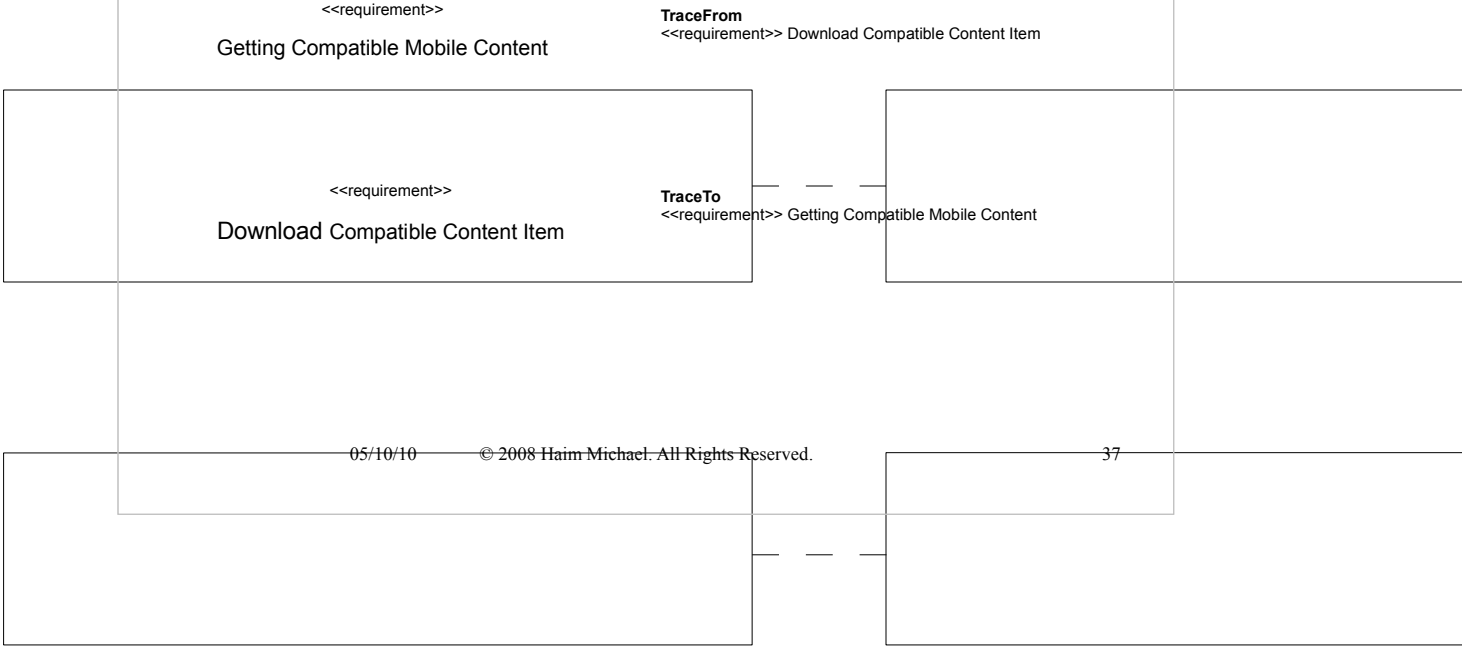 <<requirement>>
Getting Compatible Mobile Content
TraceFrom
<<requirement>> Download Compatible Content Item
<<requirement>>
Download Compatible Content Item
TraceTo
<<requirement>> Getting Compatible Mobile Content
05/10/10 © 2008 Haim Michael. All Rights Reserved. 37